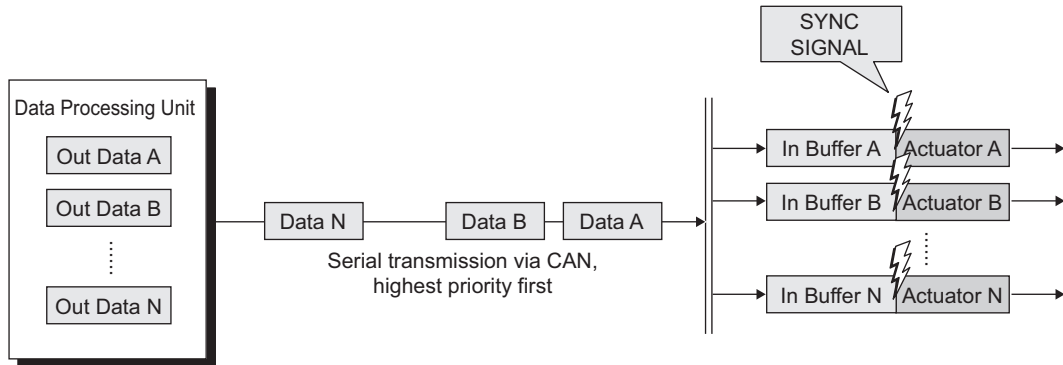 SYNC
SIGNAL
Data Processing Unit
Out Data A
Out Data B
Out Data N
Data N
Data B
Data A
Serial transmission via CAN,
highest priority first
In Buffer A
Actuator A
In Buffer B
Actuator B
In Buffer N
Actuator N